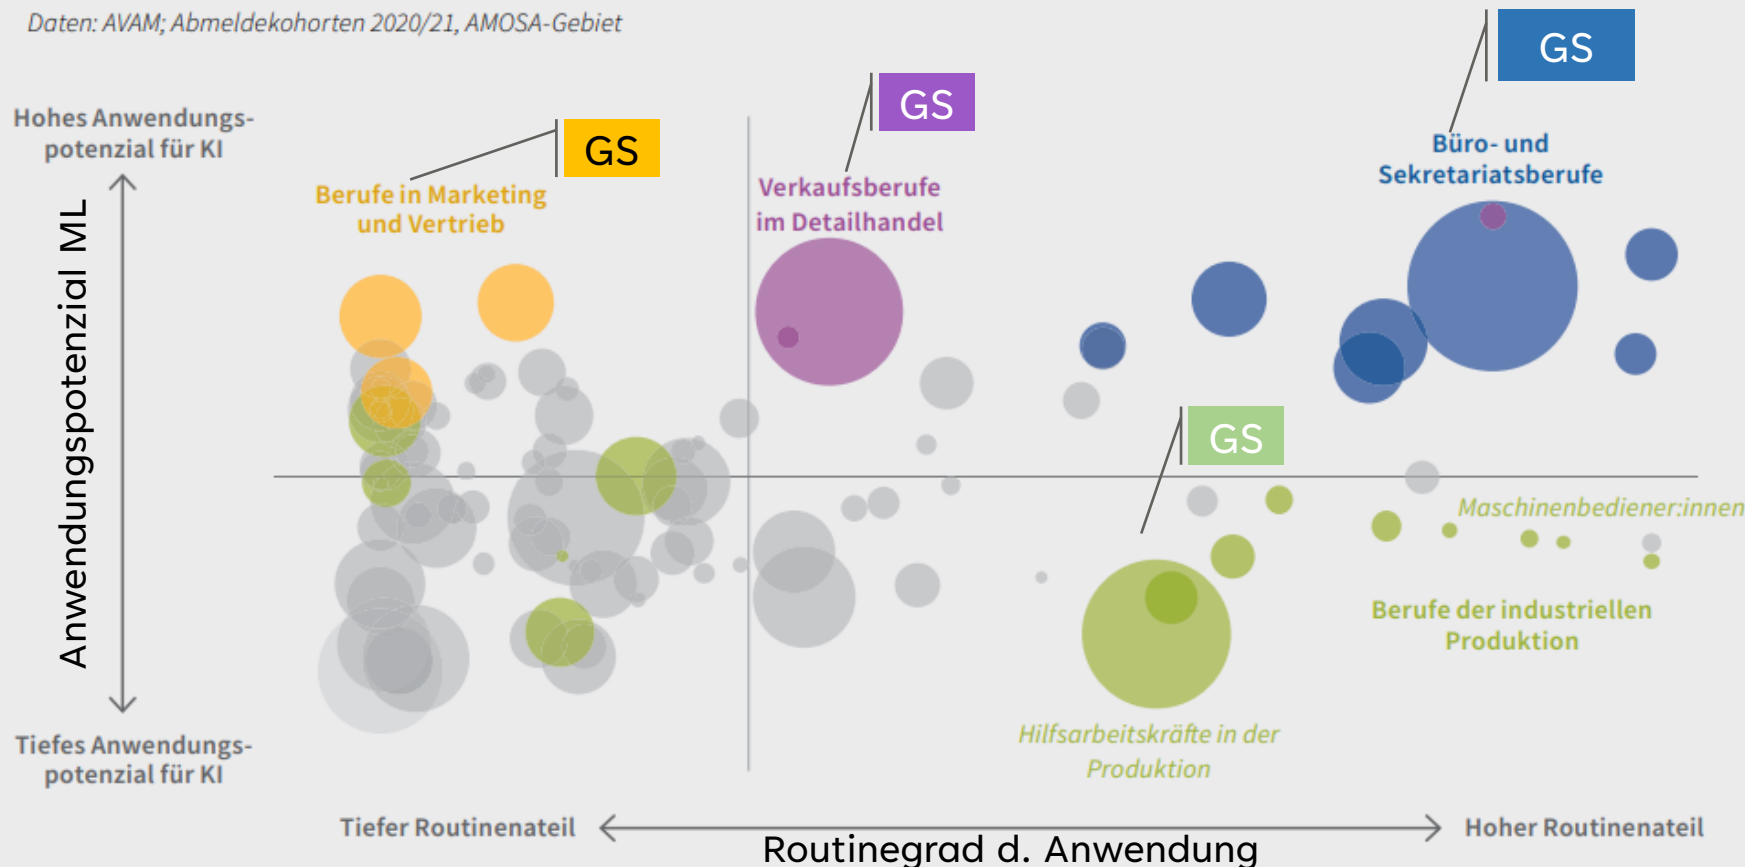 Daten: AVAM; Abmeldekohorten 2020/21, AMOSA-Gebiet
GS
GS
GS
Hohes Anwendungs-
potenzial für KI
Berufe in Marketing
und Vertrieb
Verkaufsberufe
im Detailhandel
Büro- und
Sekretariatsberufe
Anwendungspotenzial ML
GS
Maschinenbediener:innen
Berufe der industriellen
Produktion
Hilfsarbeitskräfte in der
Produktion
Tiefes Anwendungs-
potenzial für KI
Tiefer Routinenateil
Hoher Routinenateil
Routinegrad d. Anwendung